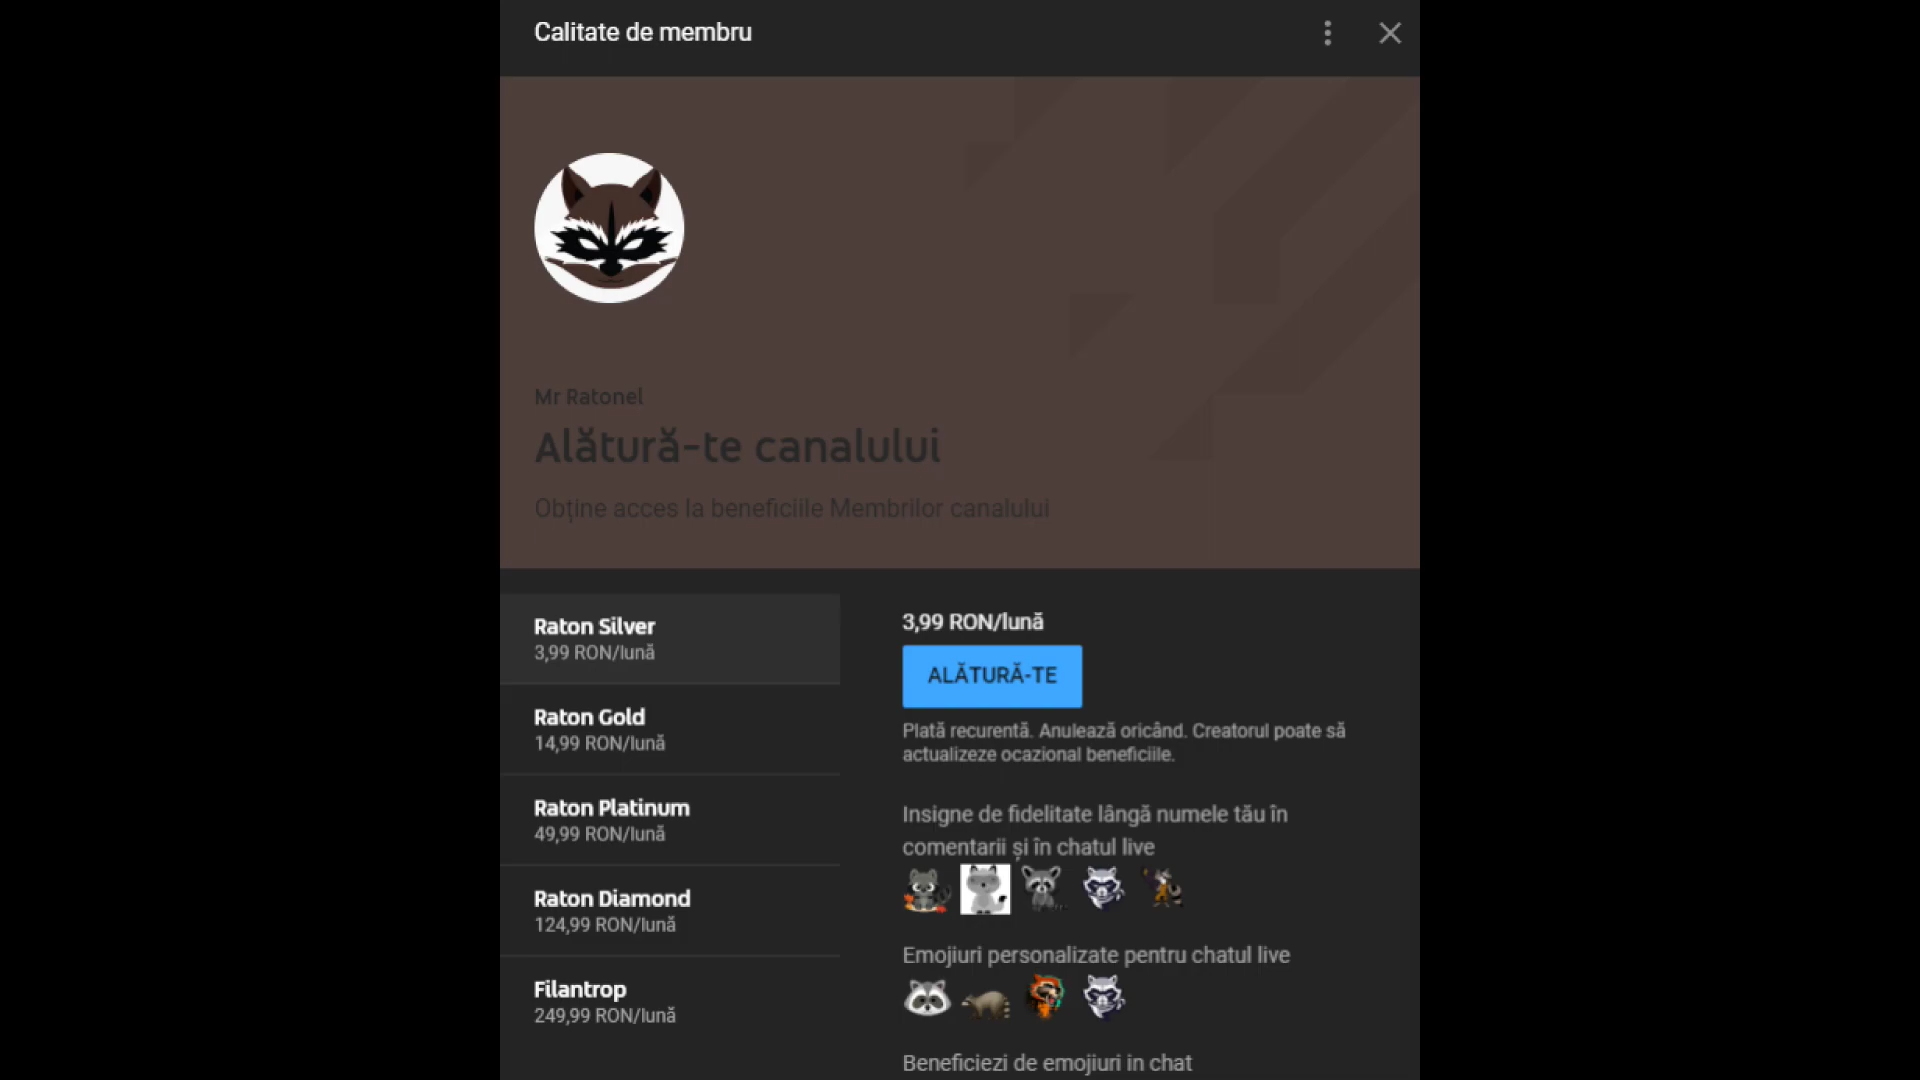 Calitate de membru
Mr Ratonel
Alătură-te canalului
Obține acces la beneficiile Membrilor canalului
Raton Silver
3,99 RON/lună
Raton Gold
14,99 RON/lună
Raton Platinum
49,99 RON/lună
Raton Diamond
124,99 RON/lună
Filantrop
249,99 RON/lună
3,99 RON/lună
ALĂTURĂ-TE
Plată recurentă. Anulează oricând. Creatorul poate să
actualizeze ocazional beneficiile.
Insigne de fidelitate lângă numele tău în
comentarii și în chatul live
Emojiuri personalizate pentru chatul live
Beneficiezi de emojiuri in chat